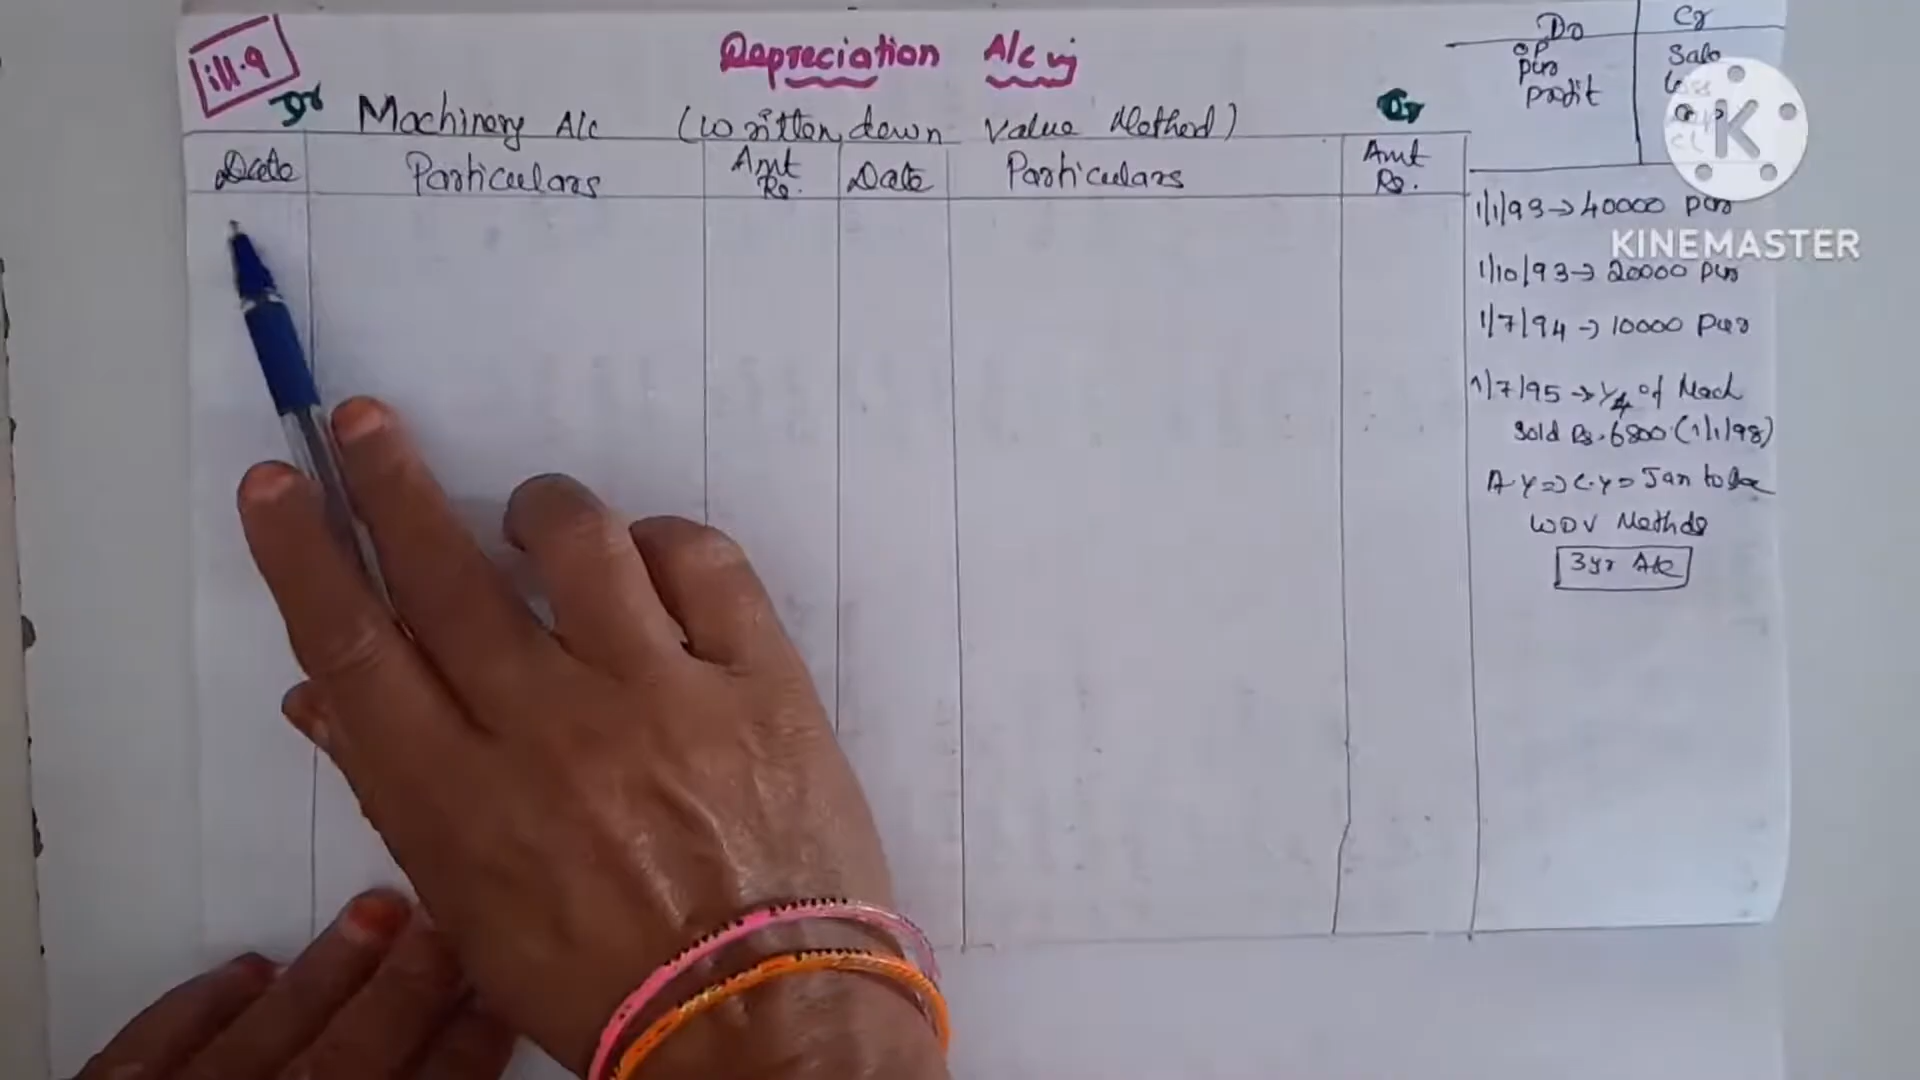 ill.9
Depreciation A/c ing
Dr Machinery A/c (Written down Value Method) Cr
Date Particulars Amt Rs. Date Particulars Amt Rs.
Dr Cr
op Sale
pur loss
profit
1/1/93→40000 pur
KINEMASTER
1/10/93→20000 pur
1/7/94→10000 pur
1/7/95→1/4 of Mach
Sold Rs.6800(1/1/93)
A.Y⇒C.Y=Jan to Dec
WDV Method
3yr A/c